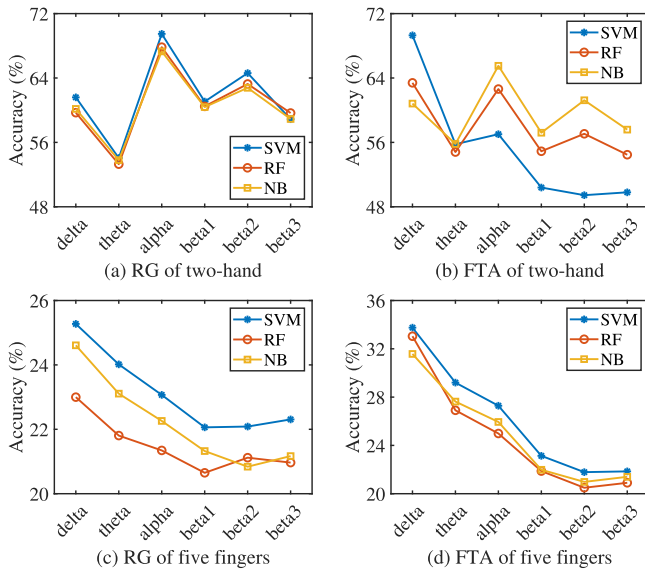 72
64
56
48
Accuracy (%)
SVM
RF
NB
delta
theta
alpha
beta1
beta2
beta3
(a) RG of two-hand
72
64
56
48
Accuracy (%)
SVM
RF
NB
delta
theta
alpha
beta1
beta2
beta3
(b) FTA of two-hand
26
24
22
20
Accuracy (%)
SVM
RF
NB
delta
theta
alpha
beta1
beta2
beta3
(c) RG of five fingers
36
32
28
24
20
Accuracy (%)
SVM
RF
NB
delta
theta
alpha
beta1
beta2
beta3
(d) FTA of five fingers